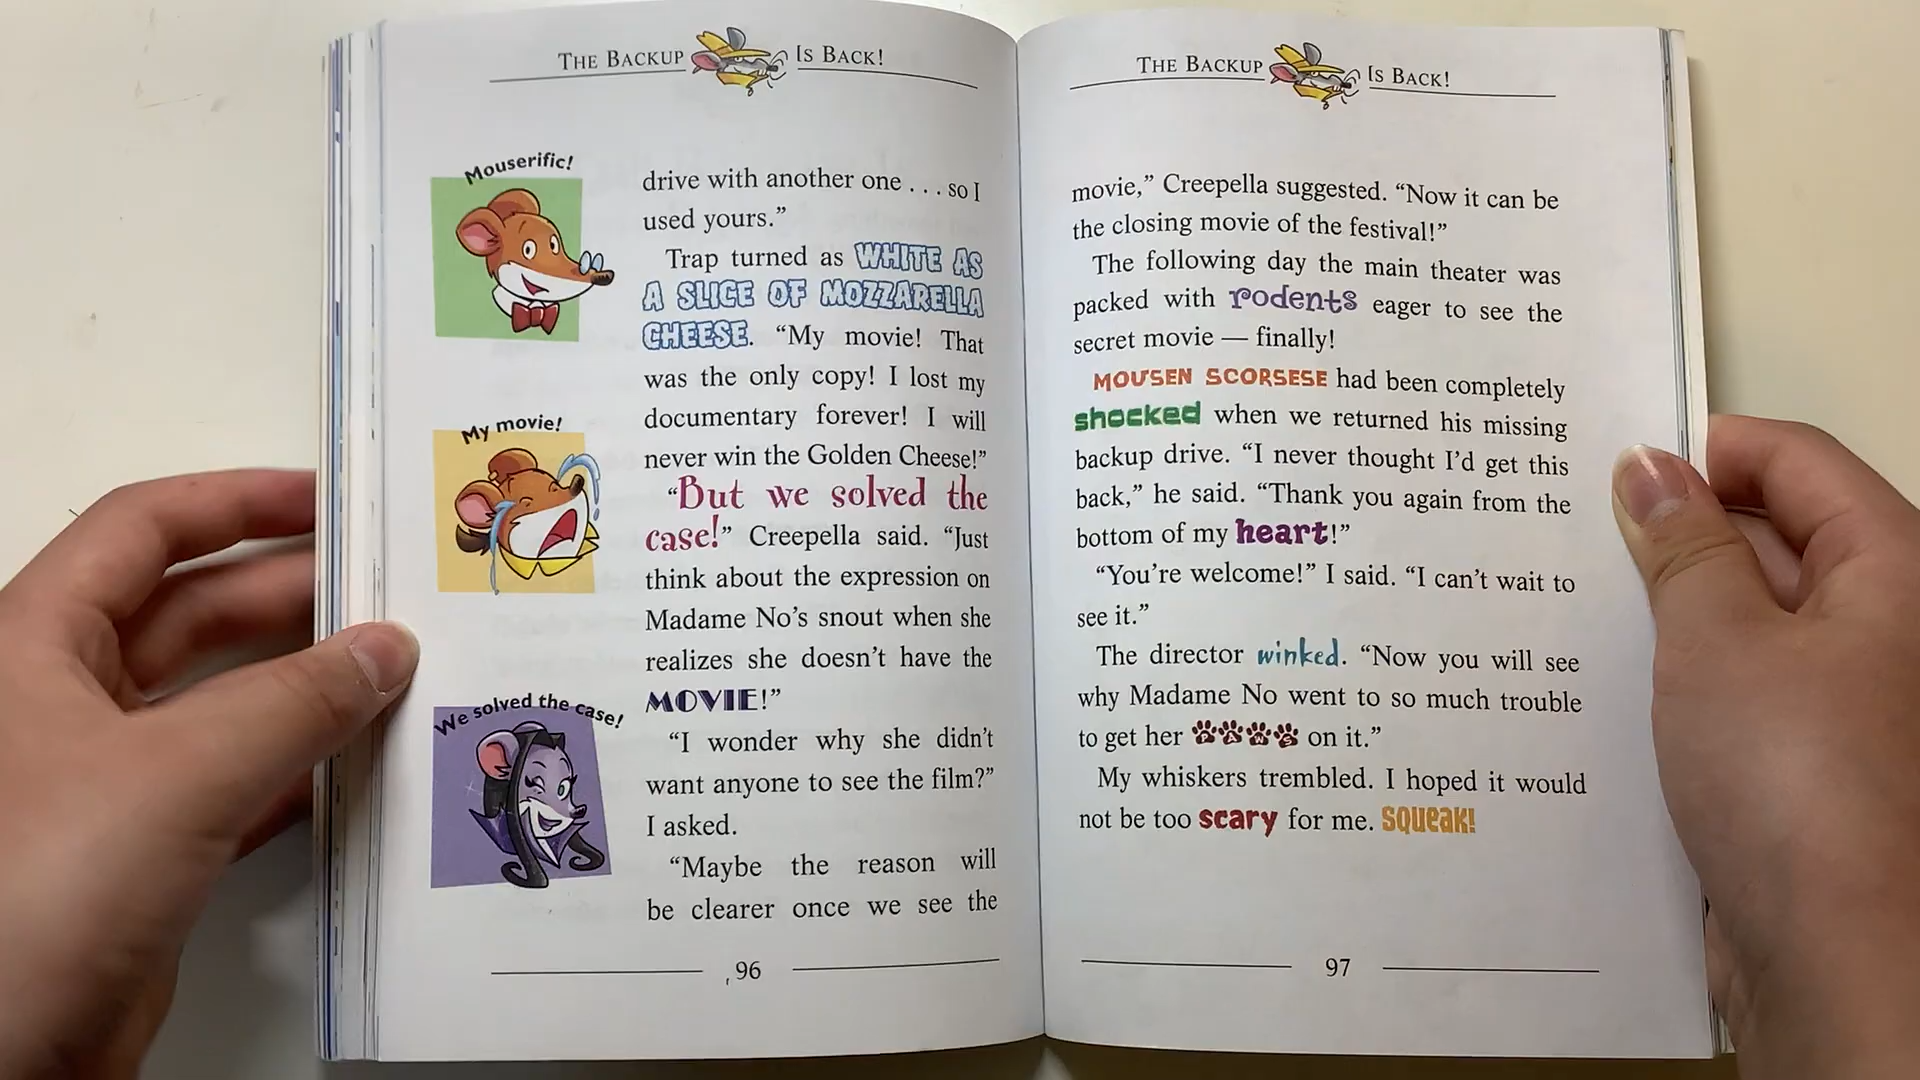 THE BACKUP IS BACK!
Mouserific!
My movie!
We solved the case!
drive with another one . . . so I
used yours.”
Trap turned as WHITE AS
A SLICE OF MOZZARELLA
CHEESE. “My movie! That
was the only copy! I lost my
documentary forever! I will
never win the Golden Cheese!”
“But we solved the
case!” Creepella said. “Just
think about the expression on
Madame No’s snout when she
realizes she doesn’t have the
MOVIE!”
“I wonder why she didn’t
want anyone to see the film?”
I asked.
“Maybe the reason will
be clearer once we see the
96
THE BACKUP IS BACK!
movie,” Creepella suggested. “Now it can be
the closing movie of the festival!”
The following day the main theater was
packed with rodents eager to see the
secret movie — finally!
MOUSEN SCORSESE had been completely
shocked when we returned his missing
backup drive. “I never thought I’d get this
back,” he said. “Thank you again from the
bottom of my heart!”
“You’re welcome!” I said. “I can’t wait to
see it.”
The director winked. “Now you will see
why Madame No went to so much trouble
to get her PAWS on it.”
My whiskers trembled. I hoped it would
not be too scary for me. SQUEAK!
97